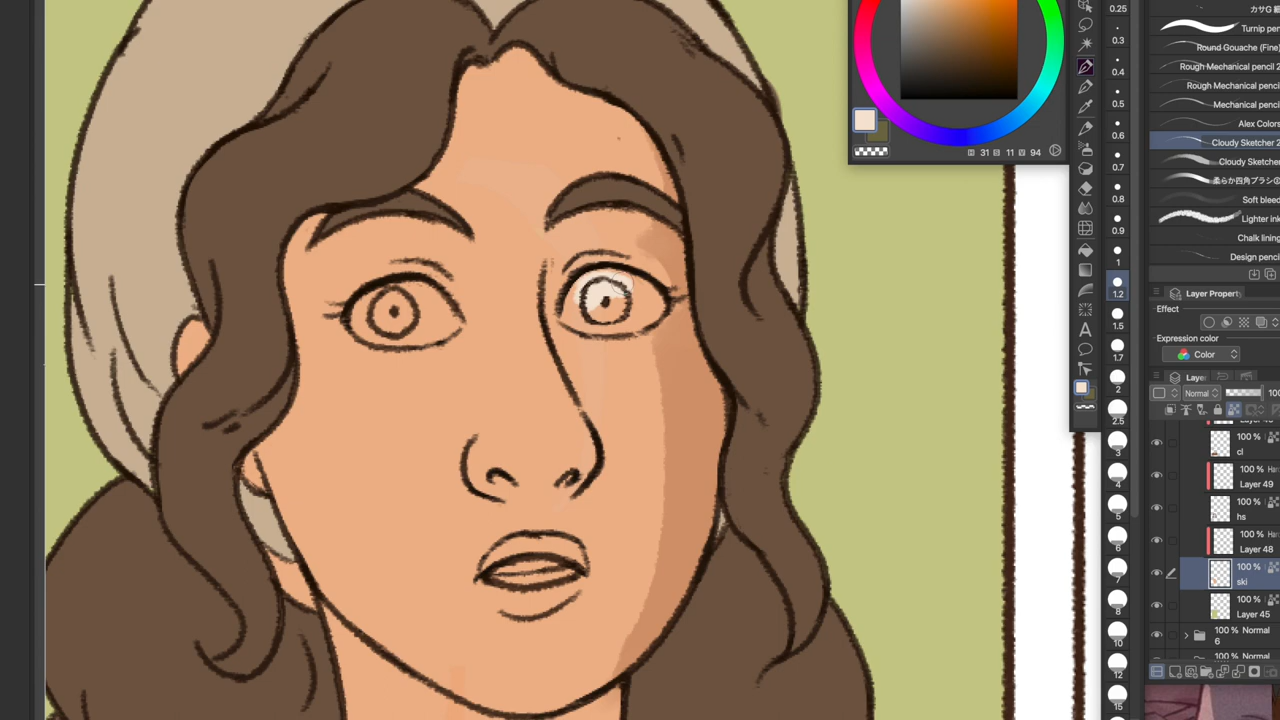 0.25
0.3
0.4
0.5
0.6
0.7
0.8
0.9
1
1.2
1.5
1.7
2
2.5
3
4
5
6
7
8
10
12
15
H 31 S 11 V 94
カサG
Turnip pen
Round Gouache (Fine)
Rough Mechanical pencil 2
Rough Mechanical penci
Mechanical penci
Alex Colors
Cloudy Sketcher 2
Cloudy Sketcher
柔らか四角ブラシ
Soft bleed
Lighter ink
Chalk lining
Design penci
Layer Property
Effect
Expression color
Color
Laye
Normal 100
100 %
cl
100 %
Layer 49
100 %
hs
100 %
Layer 48
100 %
ski
100 %
Layer 45
100 % Normal
6
100 % Normal